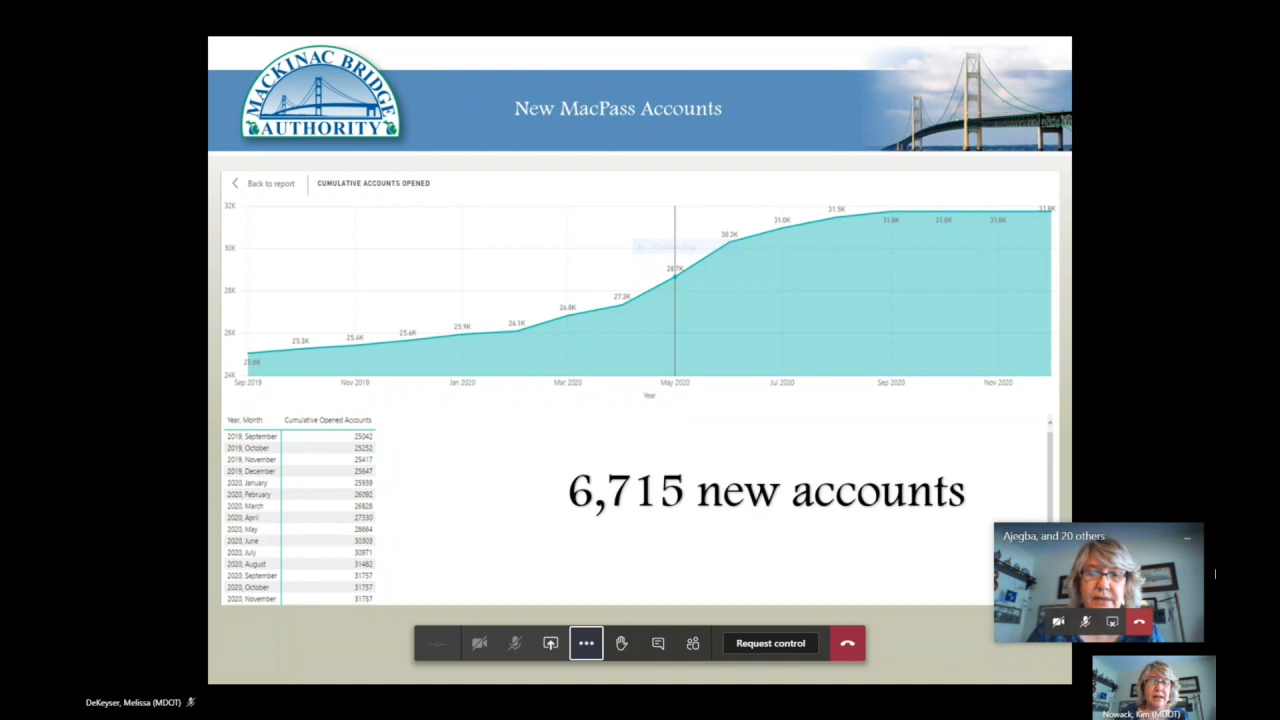 MACKINAC BRIDGE
AUTHORITY
New MacPass Accounts
Back to report
CUMULATIVE ACCOUNTS OPENED
32K
30K
28K
26K
24K
25.3K
25.4K
25.6K
25.9K
26.1K
26.8K
27.3K
28.7K
30.3K
31.0K
31.5K
31.8K
31.8K
31.8K
31.8K
Sep 2019
Nov 2019
Jan 2020
Mar 2020
May 2020
Jul 2020
Sep 2020
Nov 2020
Year
Year, Month Cumulative Opened Accounts
2019, September 25042
2019, October 25252
2019, November 25417
2019, December 25647
2020, January 25939
2020, February 26092
2020, March 26828
2020, April 27330
2020, May 28664
2020, June 30303
2020, July 30971
2020, August 31482
2020, September 31757
2020, October 31757
2020, November 31757
6,715 new accounts
Ajegba, and 20 others
Request control
DeKeyser, Melissa (MDOT)
Nowack, Kim (MDOT)